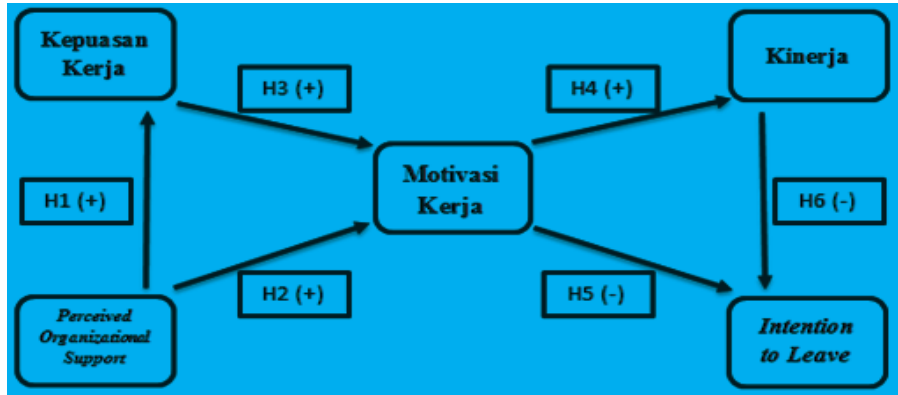 Kepuasan
Kerja
H3 (+)
H4 (+)
Kinerja
Motivasi
Kerja
H1 (+)
H6 (-)
H2 (+)
H5 (-)
Perceived
Organizational
Support
Intention
to Leave